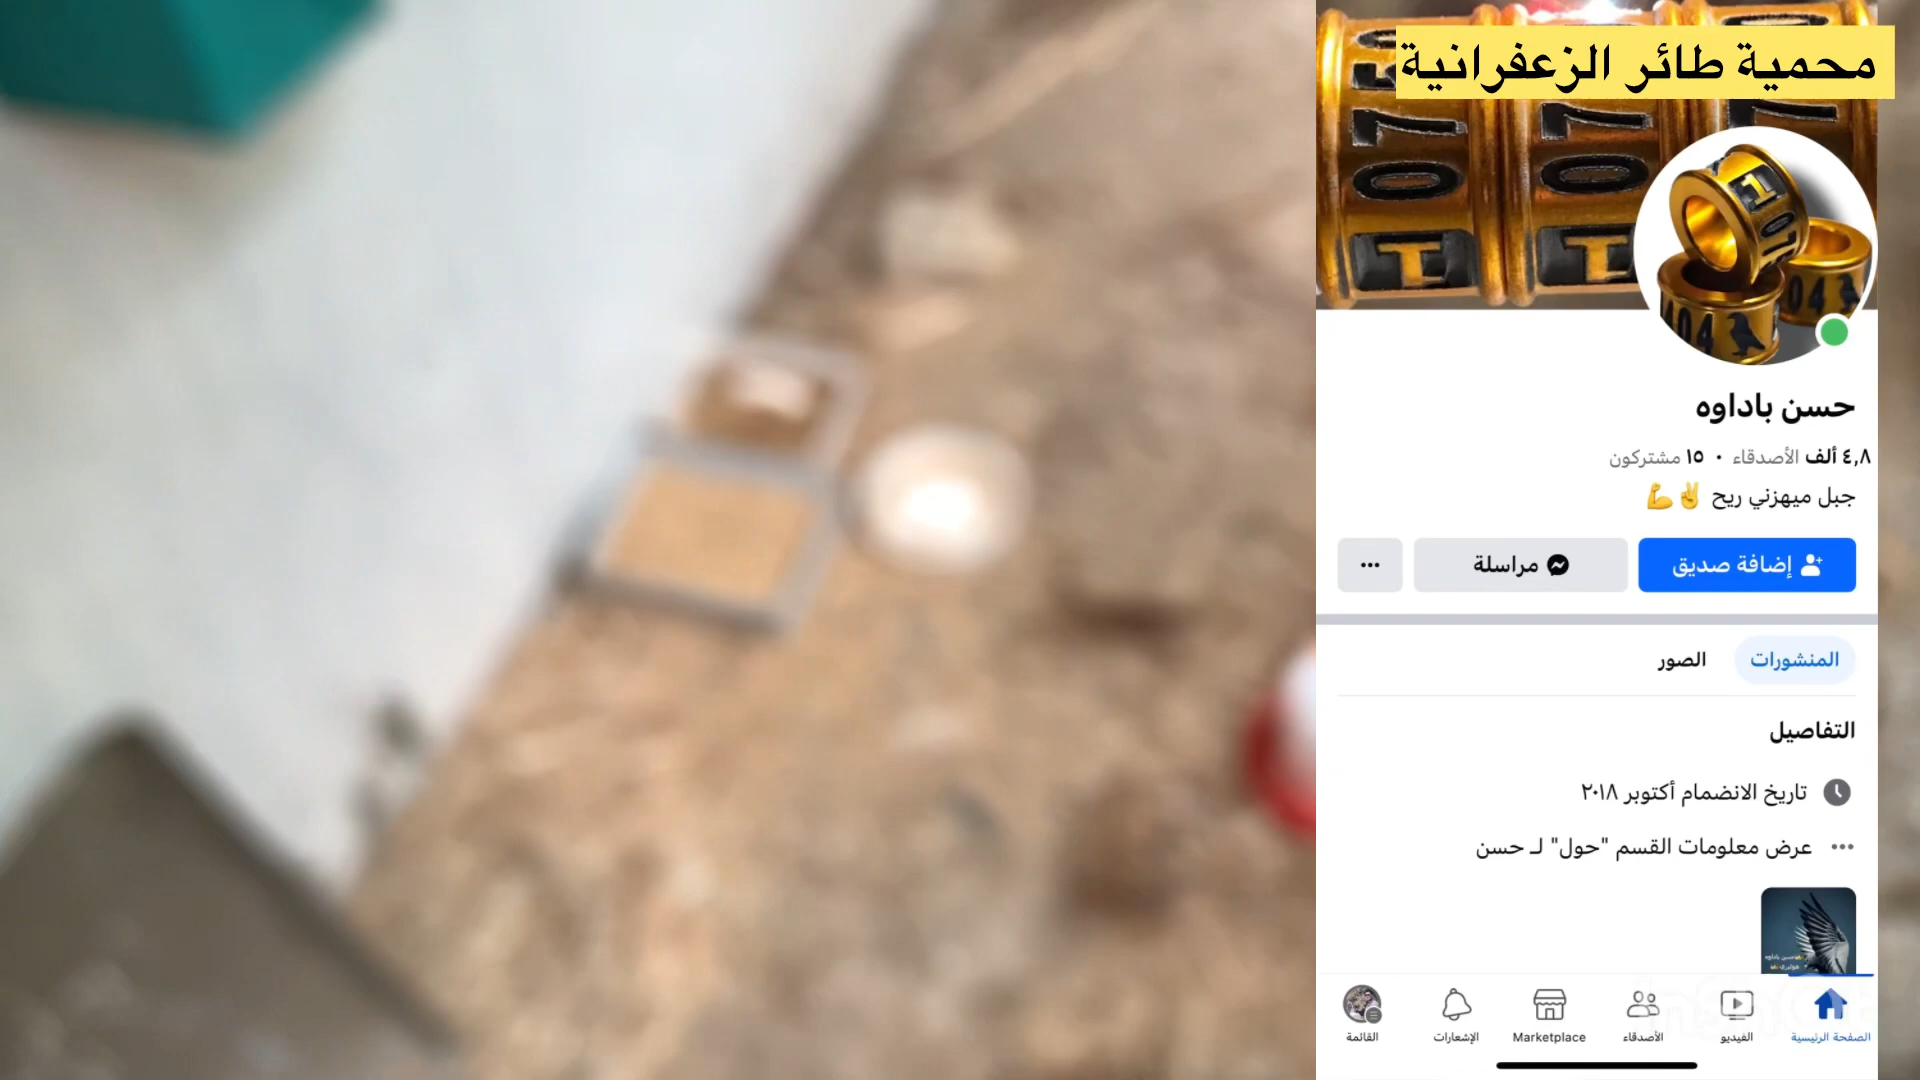 محمية طائر الزعفرانية
حسن باداوه
٤,٨ ألف الأصدقاء • ١٥ مشتركون
جبل ميهزني ريح ✌️💪
إضافة صديق
مراسلة
المنشورات
الصور
التفاصيل
تاريخ الانضمام أكتوبر ٢٠١٨
عرض معلومات القسم "حول" لـ حسن
الصفحة الرئيسية
الفيديو
الأصدقاء
Marketplace
الإشعارات
القائمة